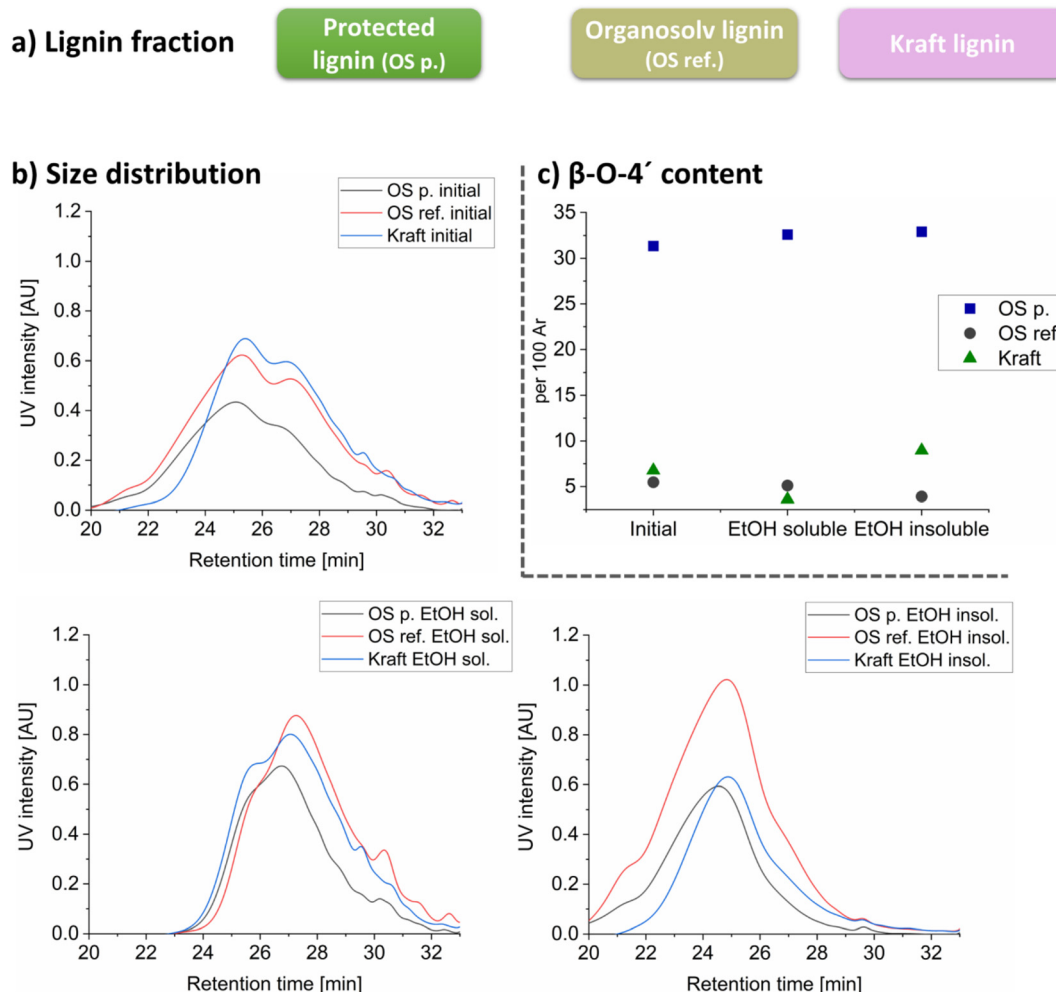 a) Lignin fraction
Protected
lignin (OS p.)
Organosolv lignin
(OS ref.)
Kraft lignin
b) Size distribution
OS p. initial
OS ref. initial
Kraft initial
1.2
1.0
0.8
0.6
0.4
0.2
0.0
UV intensity [AU]
20 22 24 26 28 30 32
Retention time [min]
c) β-O-4´ content
35
30
25
20
15
10
5
per 100 Ar
OS p.
OS ref
Kraft
Initial EtOH soluble EtOH insoluble
OS p. EtOH sol.
OS ref. EtOH sol.
Kraft EtOH sol.
1.2
1.0
0.8
0.6
0.4
0.2
0.0
UV intensity [AU]
20 22 24 26 28 30 32
Retention time [min]
OS p. EtOH insol.
OS ref. EtOH insol.
Kraft EtOH insol.
1.2
1.0
0.8
0.6
0.4
0.2
0.0
UV intensity [AU]
20 22 24 26 28 30 32
Retention time [min]